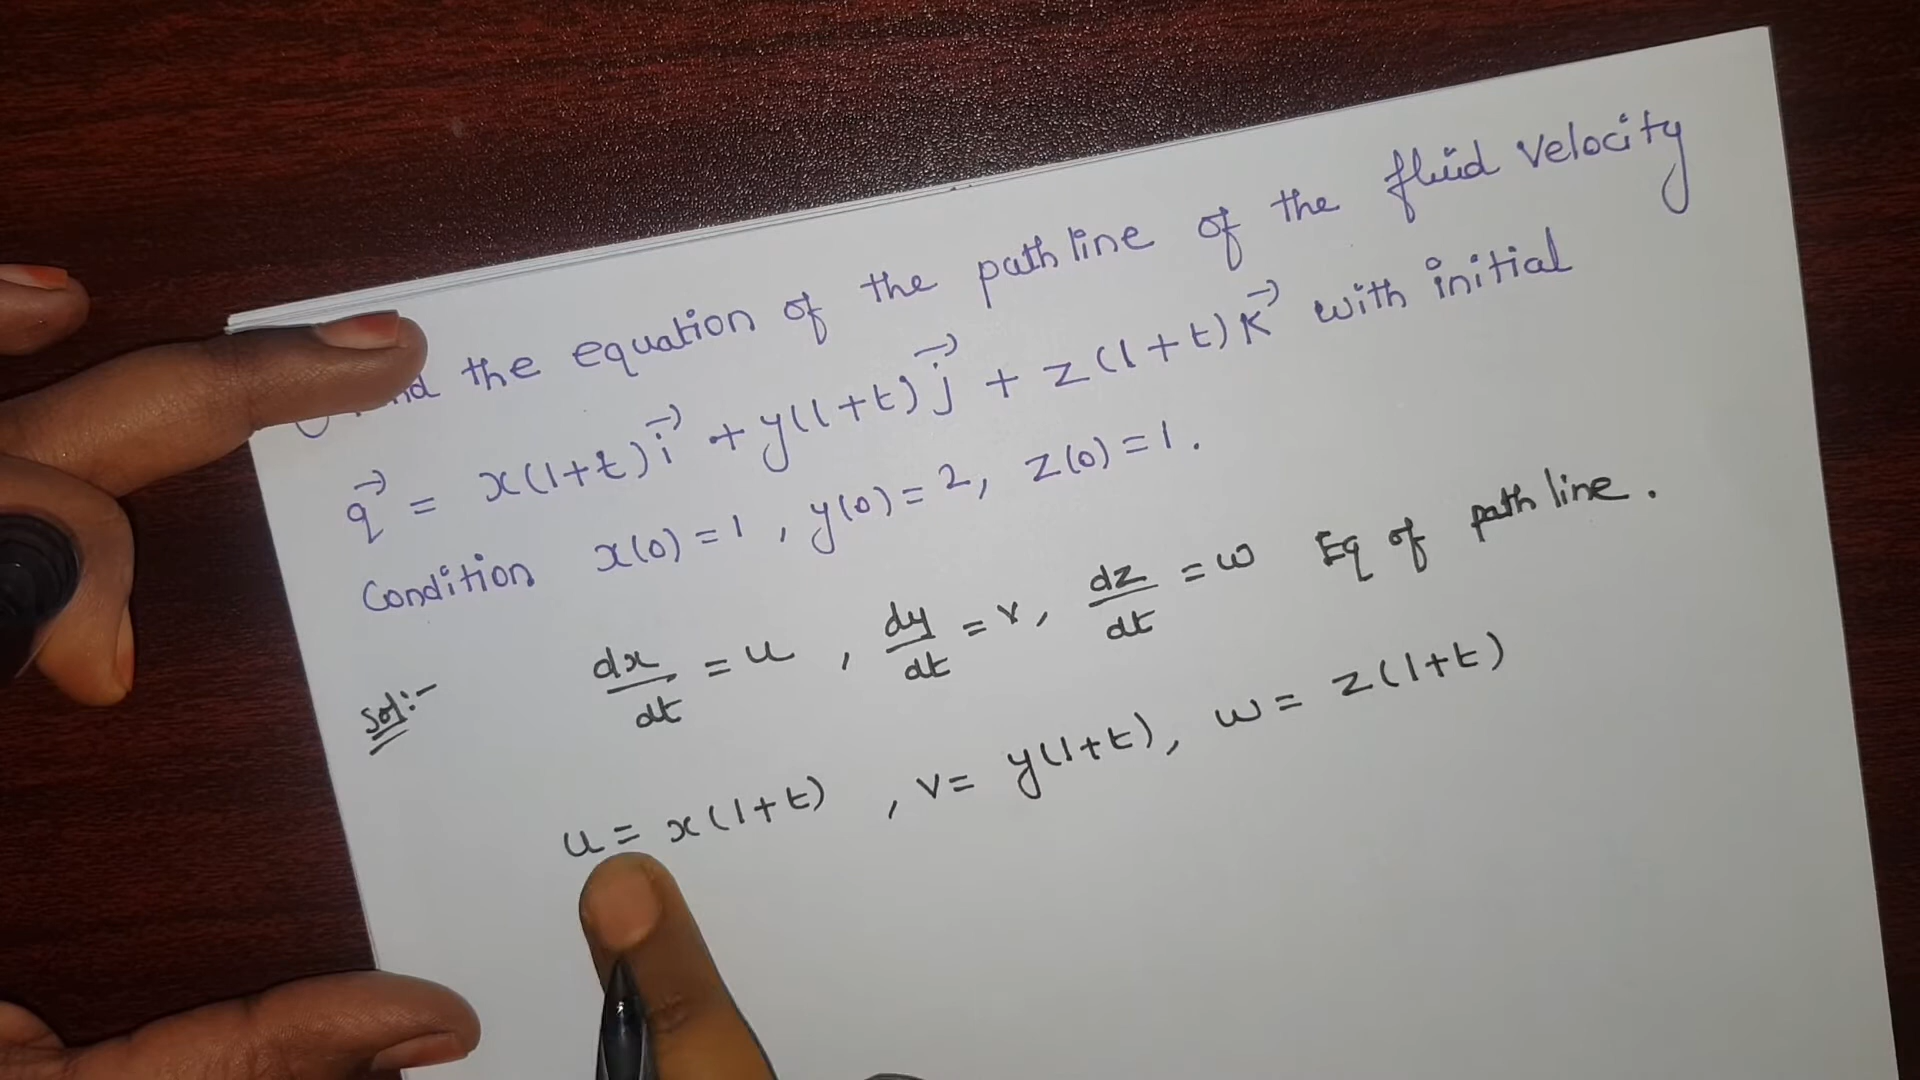 the equation of the path line of the fluid velocity
q⃗ = x(1+t)i⃗ + y(1+t)j⃗ + z(1+t)k⃗ with initial
Condition x(0)=1, y(0)=2, z(0)=1.
Sol:- dx/dt = u, dy/dt = v, dz/dt = w Eq of path line.
u = x(1+t), v = y(1+t), w = z(1+t)